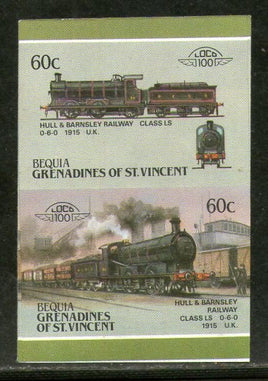 60c
LOCO
100
HULL & BARNSLEY RAILWAY CLASS LS
0-6-0 1915 U.K.
BEQUIA
GRENADINES OF ST. VINCENT
LOCO
100
60c
BEQUIA
GRENADINES
OF ST. VINCENT
HULL & BARNSLEY
RAILWAY
CLASS LS 0-6-0
1915 U.K.